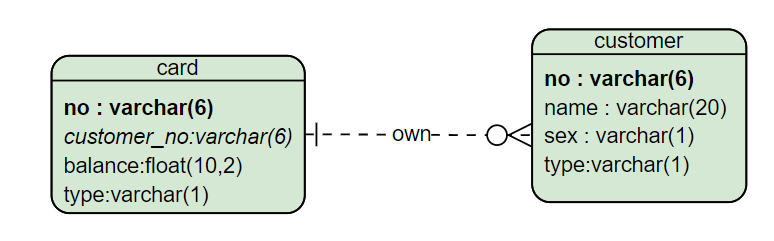 card
no : varchar(6)
customer_no:varchar(6)
balance:float(10,2)
type:varchar(1)
own
customer
no : varchar(6)
name : varchar(20)
sex : varchar(1)
type:varchar(1)